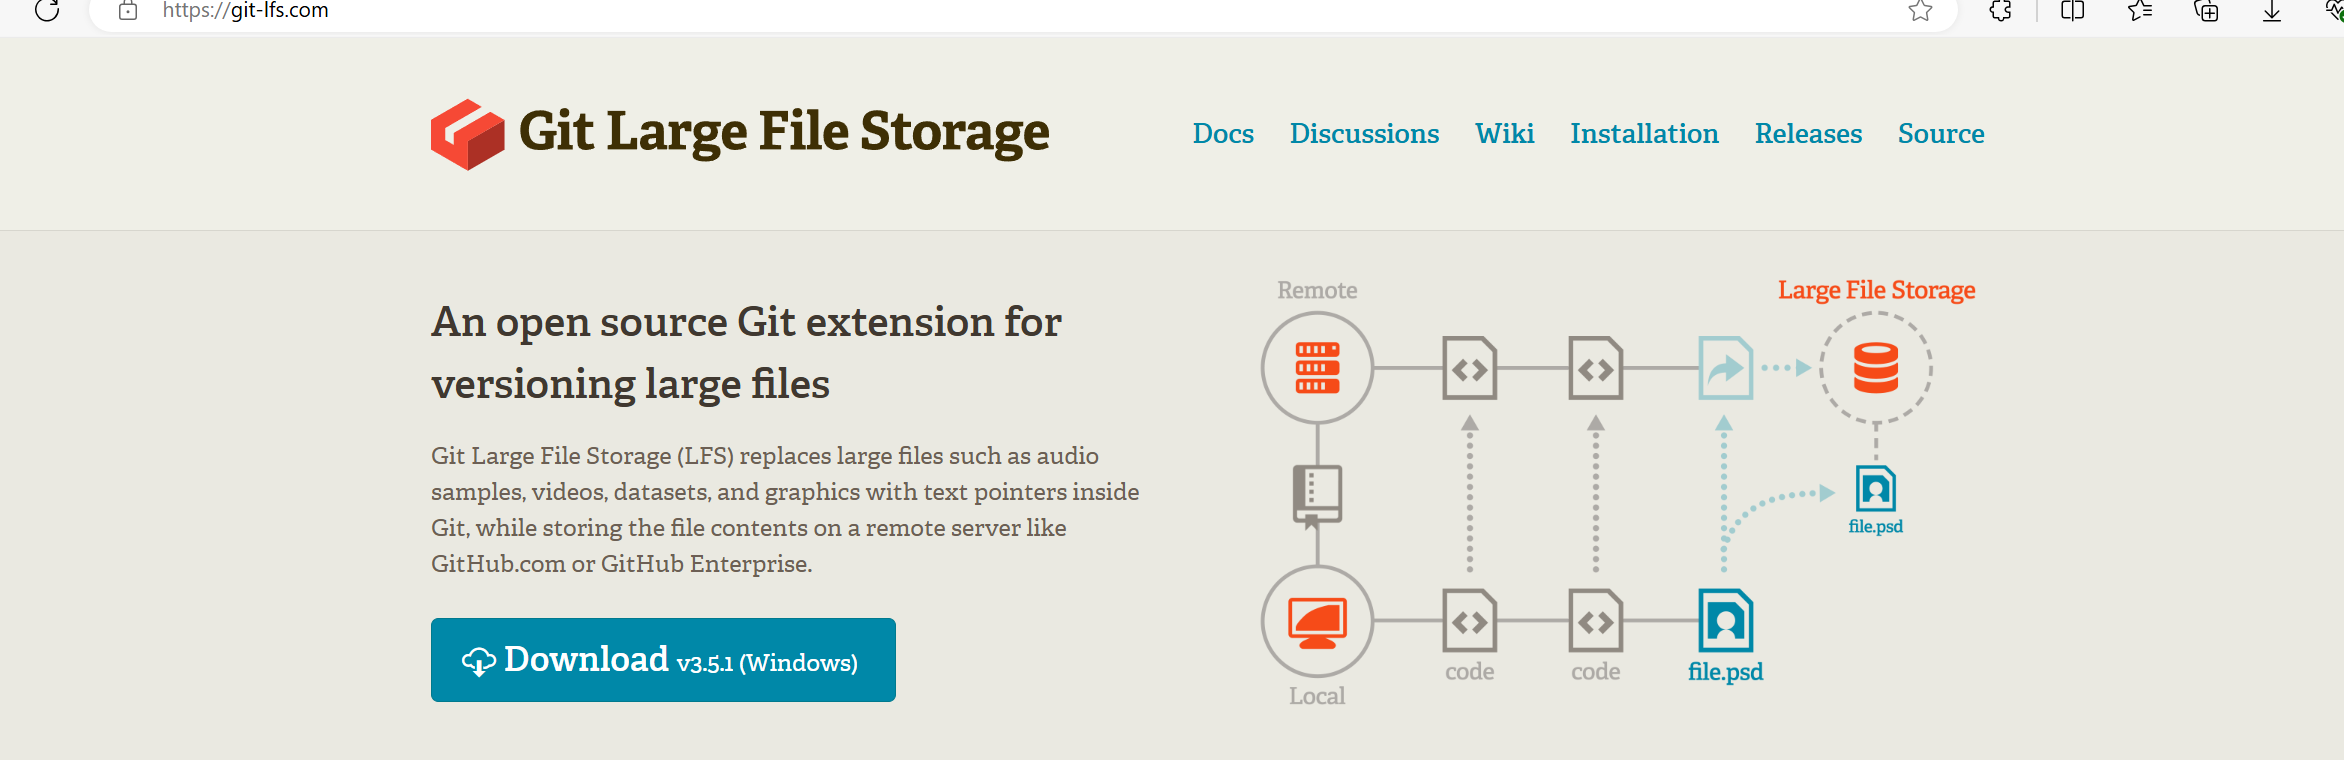 https://git-lfs.com
Git Large File Storage
Docs Discussions Wiki Installation Releases Source
An open source Git extension for
versioning large files
Git Large File Storage (LFS) replaces large files such as audio
samples, videos, datasets, and graphics with text pointers inside
Git, while storing the file contents on a remote server like
GitHub.com or GitHub Enterprise.
Download v3.5.1 (Windows)
Remote
Large File Storage
file.psd
code
code
file.psd
Local